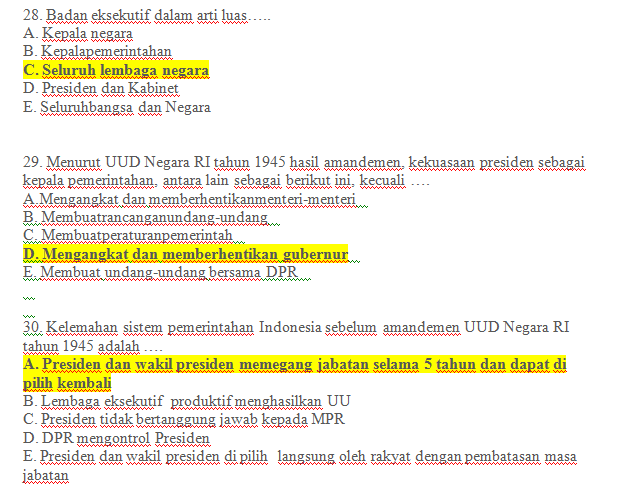 28. Badan eksekutif dalam arti luas…..
A. Kepala negara
B. Kepalapemerintahan
C. Seluruh lembaga negara
D. Presiden dan Kabinet
E. Seluruhbangsa dan Negara
29. Menurut UUD Negara RI tahun 1945 hasil amandemen, kekuasaan presiden sebagai
kepala pemerintahan, antara lain sebagai berikut ini, kecuali ….
A.Mengangkat dan memberhentikanmenteri-menteri
B. Membuatrancanganundang-undang
C. Membuatperaturanpemerintah
D. Mengangkat dan memberhentikan gubernur
E. Membuat undang-undang bersama DPR
30. Kelemahan sistem pemerintahan Indonesia sebelum amandemen UUD Negara RI
tahun 1945 adalah ….
A. Presiden dan wakil presiden memegang jabatan selama 5 tahun dan dapat di
pilih kembali
B. Lembaga eksekutif produktif menghasilkan UU
C. Presiden tidak bertanggung jawab kepada MPR
D. DPR mengontrol Presiden
E. Presiden dan wakil presiden di pilih langsung oleh rakyat dengan pembatasan masa
jabatan